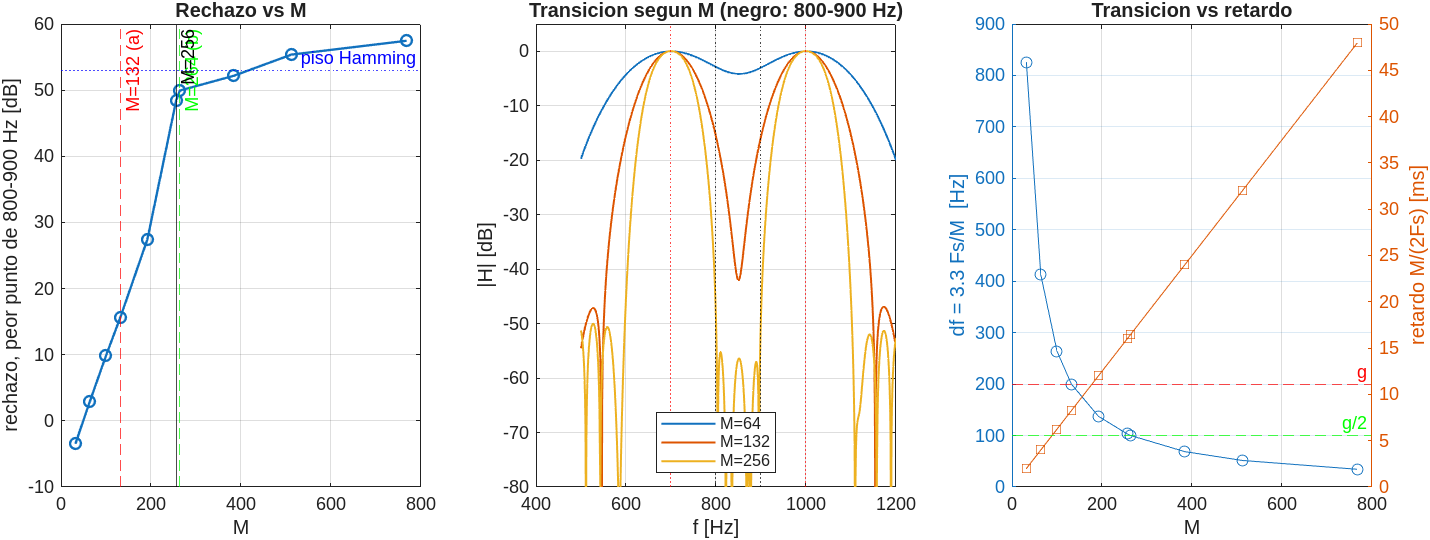 Rechazo vs M
rechazo, peor punto de 800-900 Hz [dB]
60
50
40
30
20
10
0
-10
0
200
400
600
800
M
M=132 (a)
M=256
piso Hamming
Transicion segun M (negro: 800-900 Hz)
|H| [dB]
0
-10
-20
-30
-40
-50
-60
-70
-80
400
600
800
1000
1200
f [Hz]
M=64
M=132
M=256
Transicion vs retardo
df = 3.3 Fs/M [Hz]
900
800
700
600
500
400
300
200
100
0
0
200
400
600
800
M
g
g/2
50
45
40
35
30
25
20
15
10
5
0
retardo M/(2Fs) [ms]